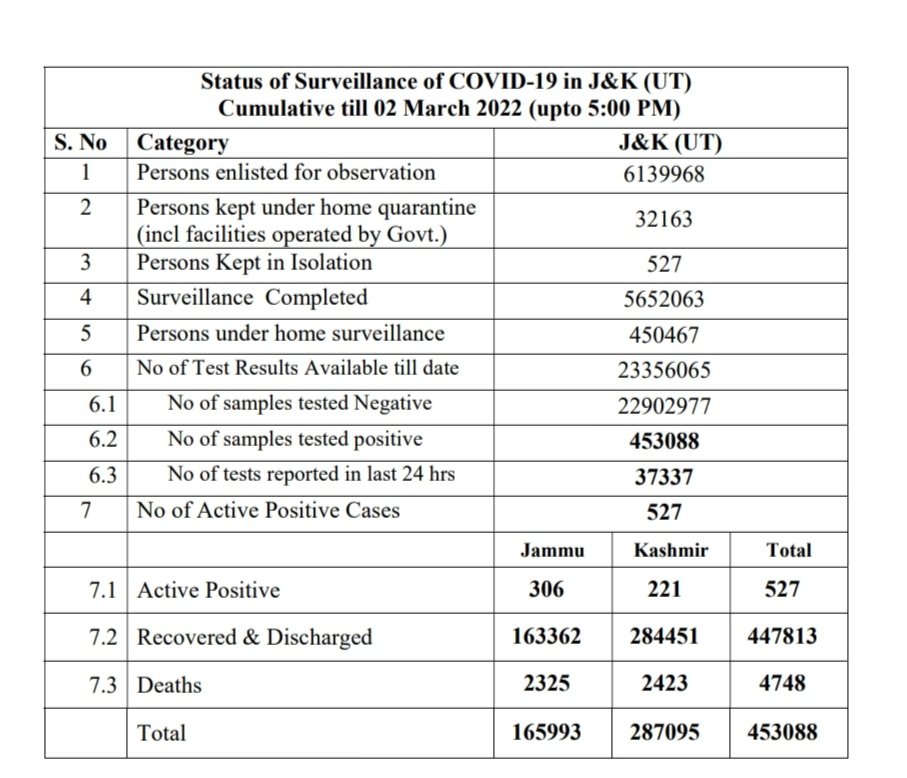 Status of Surveillance of COVID-19 in J&K (UT)
Cumulative till 02 March 2022 (upto 5:00 PM)
S. No Category J&K (UT)
1 Persons enlisted for observation 6139968
2 Persons kept under home quarantine
(incl facilities operated by Govt.) 32163
3 Persons Kept in Isolation 527
4 Surveillance Completed 5652063
5 Persons under home surveillance 450467
6 No of Test Results Available till date 23356065
6.1 No of samples tested Negative 22902977
6.2 No of samples tested positive 453088
6.3 No of tests reported in last 24 hrs 37337
7 No of Active Positive Cases 527
Jammu Kashmir Total
7.1 Active Positive 306 221 527
7.2 Recovered & Discharged 163362 284451 447813
7.3 Deaths 2325 2423 4748
Total 165993 287095 453088